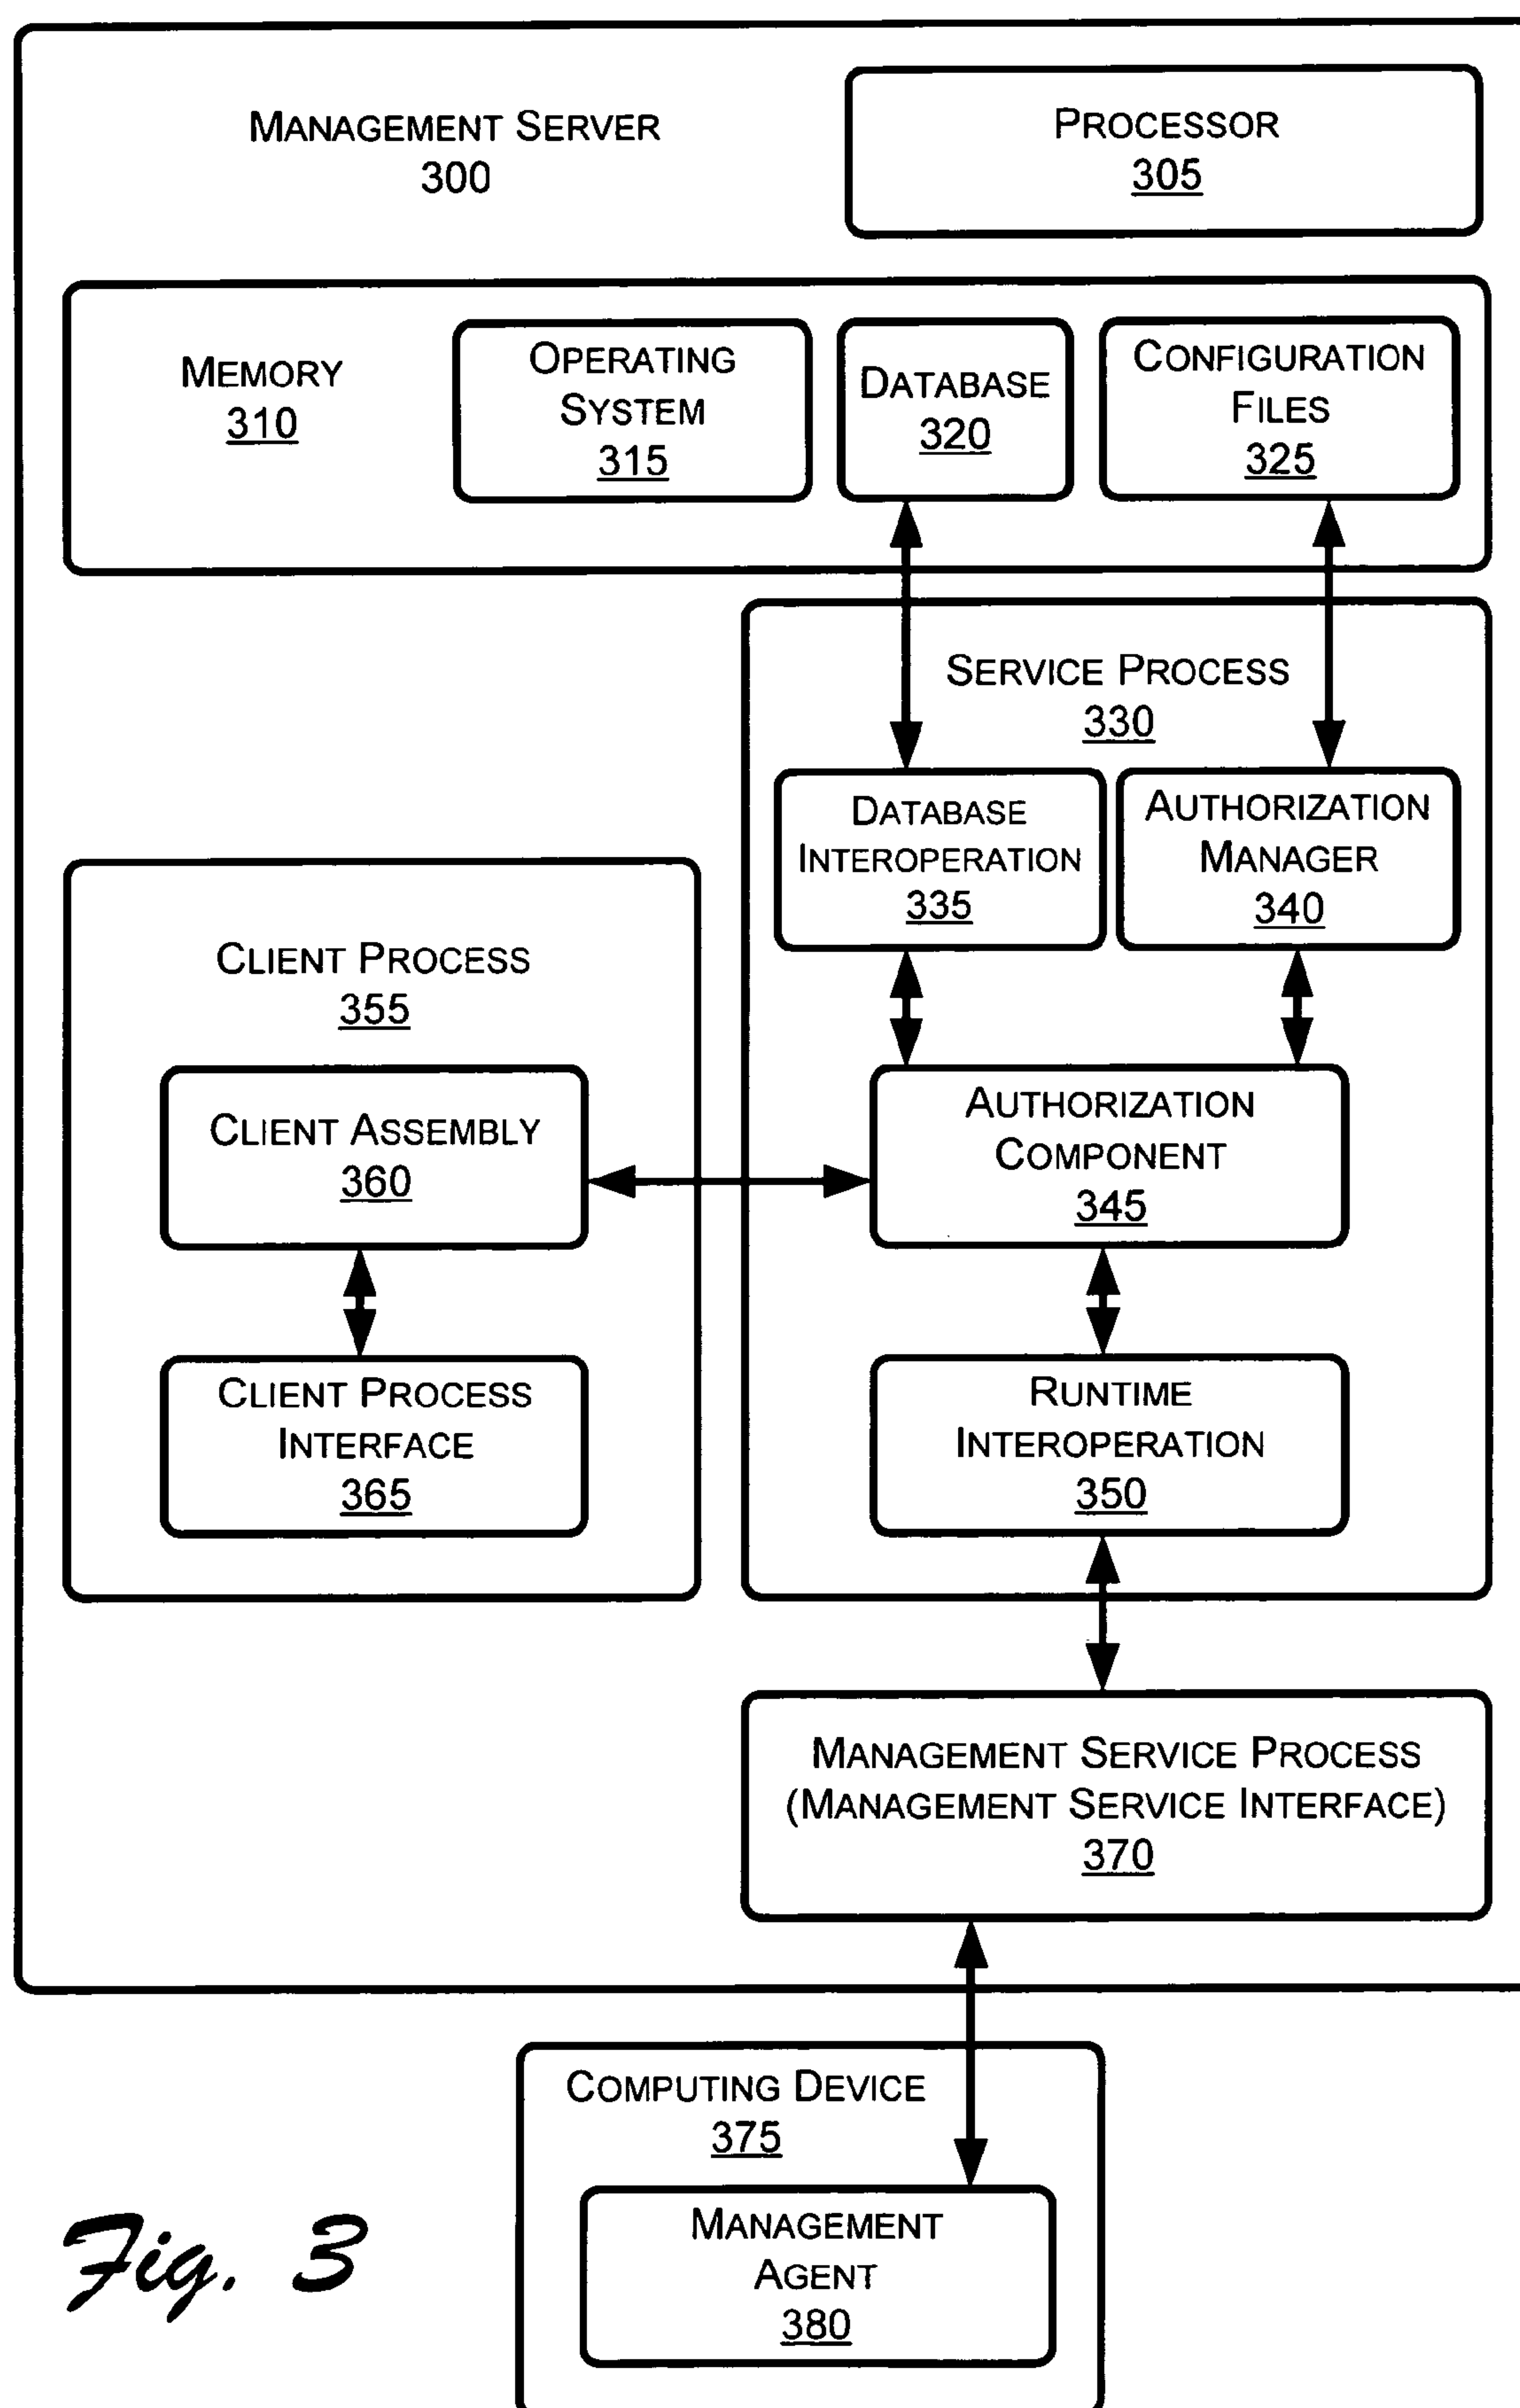 MANAGEMENT SERVER
300
PROCESSOR
305
MEMORY
310
OPERATING
SYSTEM
315
DATABASE
320
CONFIGURATION
FILES
325
SERVICE PROCESS
330
DATABASE
INTEROPERATION
335
AUTHORIZATION
MANAGER
340
CLIENT PROCESS
355
CLIENT ASSEMBLY
360
AUTHORIZATION
COMPONENT
345
CLIENT PROCESS
INTERFACE
365
RUNTIME
INTEROPERATION
350
MANAGEMENT SERVICE PROCESS
(MANAGEMENT SERVICE INTERFACE)
370
COMPUTING DEVICE
375
MANAGEMENT
AGENT
380
Fig. 3